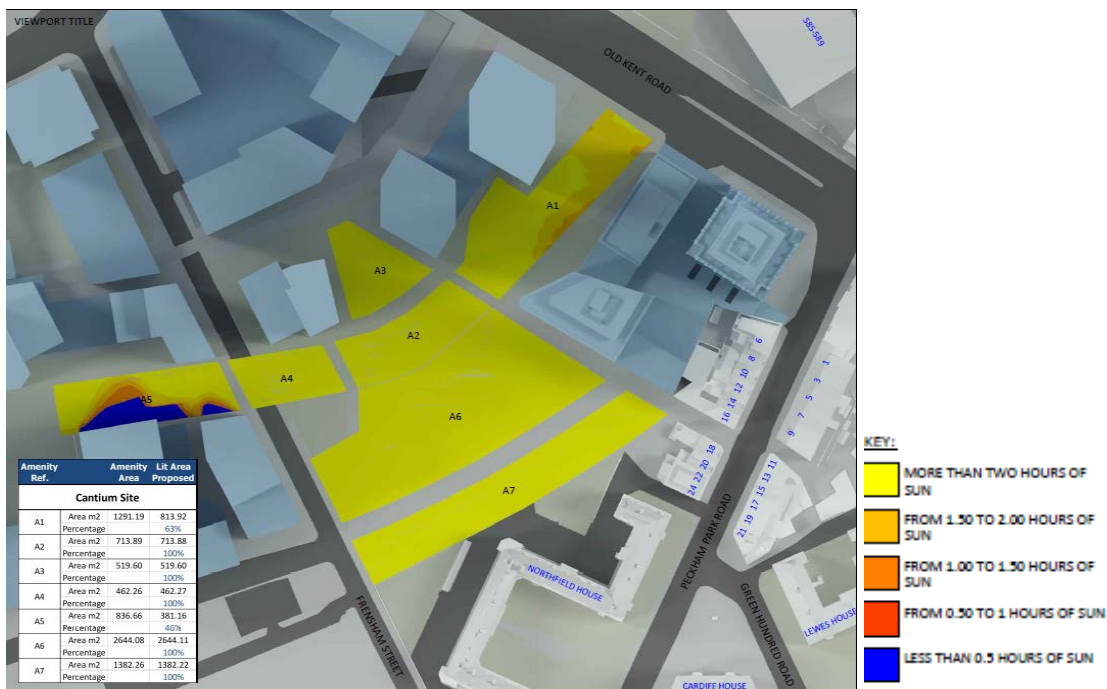 VIEWPORT TITLE
585-589
OLD KENT ROAD
A1
A3
A2
A4
A5
A6
A7
6
8
10
12
14
16
18
20
22
24
1
3
5
7
9
11
13
15
17
19
21
PECKHAM PARK ROAD
NORTHFIELD HOUSE
FRENSHAM STREET
GREEN HUNDRED ROAD
LEWES HOUSE
CARDIFF HOUSE
Amenity Ref. Amenity Area Lit Area Proposed
Cantium Site
A1 Area m2 1291.19 813.92
Percentage 63%
A2 Area m2 713.89 713.88
Percentage 100%
A3 Area m2 519.60 519.60
Percentage 100%
A4 Area m2 462.26 462.27
Percentage 100%
A5 Area m2 836.66 381.16
Percentage 46%
A6 Area m2 2644.08 2644.11
Percentage 100%
A7 Area m2 1382.26 1382.22
Percentage 100%
KEY:
MORE THAN TWO HOURS OF
SUN
FROM 1.50 TO 2.00 HOURS OF
SUN
FROM 1.00 TO 1.50 HOURS OF
SUN
FROM 0.50 TO 1 HOURS OF SUN
LESS THAN 0.5 HOURS OF SUN